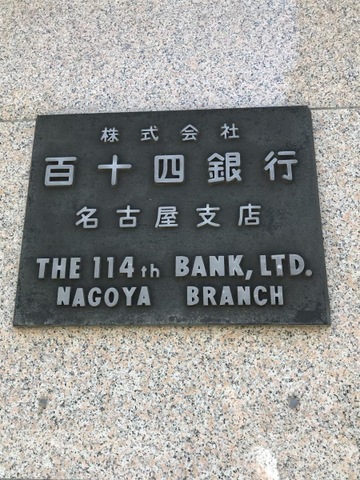 株式会社
百十四銀行
名古屋支店
THE 114th BANK, LTD.
NAGOYA BRANCH